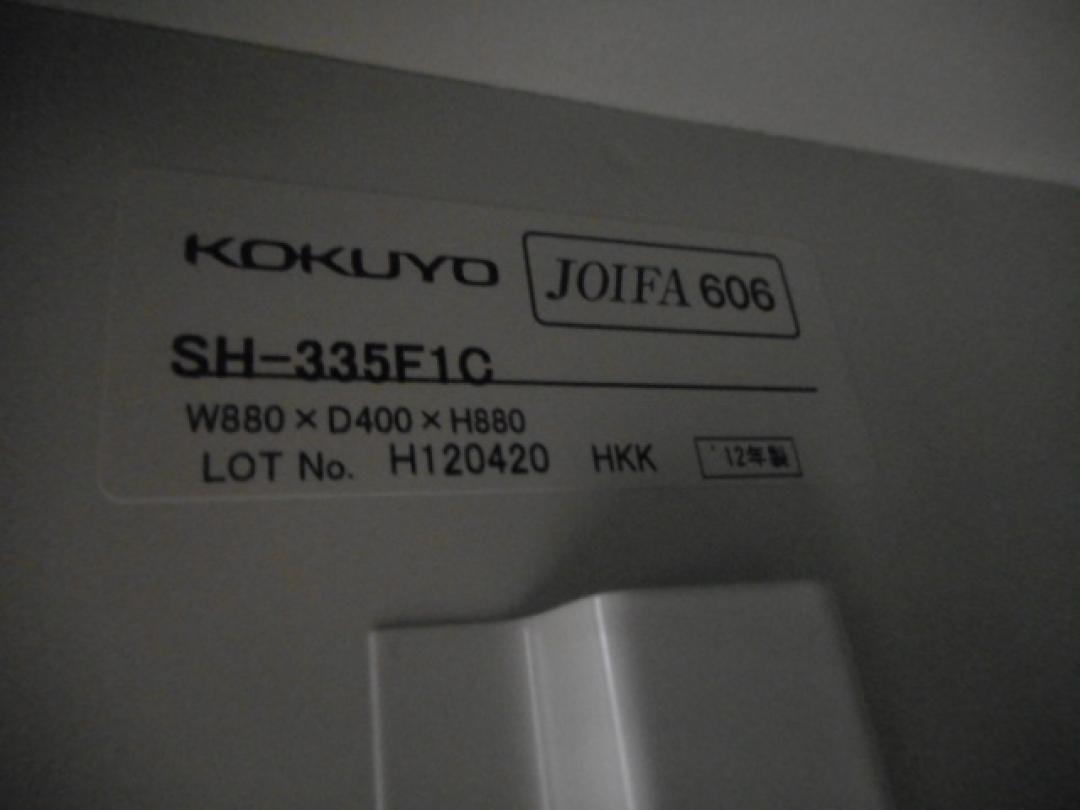 KOKUYO JOIFA 606
SH-335F1C
W880×D400×H880
LOT No. H120420 HKK '12年製